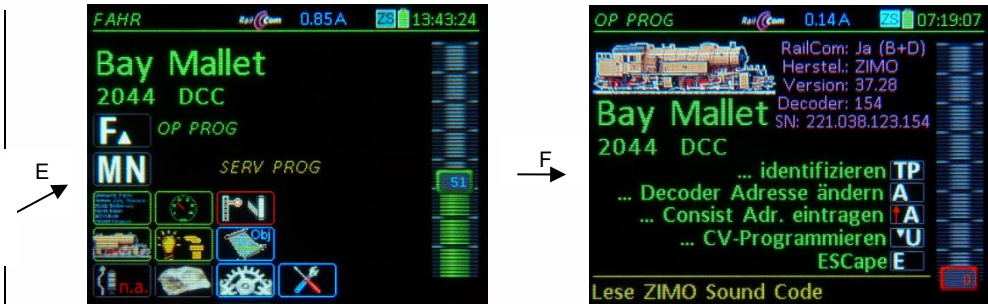 E
FAHR RailCom 0.85A ZS 13:43:24
Bay Mallet
2044 DCC
F▲ OP PROG
MN SERV PROG
51
N
Obj
n.a.
F
OP PROG RailCom 0.14A ZS 07:19:07
RailCom: Ja (B+D)
Herstel.: ZIMO
Version: 37.28
Decoder: 154
SN: 221.038.123.154
Bay Mallet
2044 DCC
... identifizieren TP
... Decoder Adresse ändern A
... Consist Adr. eintragen ↑A
... CV-Programmieren ▼U
ESCape E
0
Lese ZIMO Sound Code